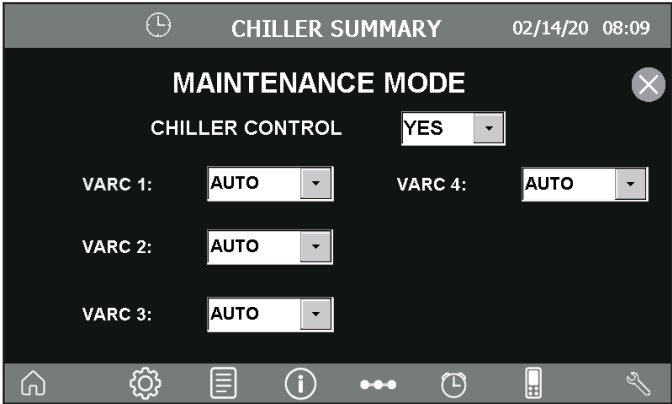 CHILLER SUMMARY 02/14/20 08:09
MAINTENANCE MODE
CHILLER CONTROL YES
VARC 1: AUTO VARC 4: AUTO
VARC 2: AUTO
VARC 3: AUTO